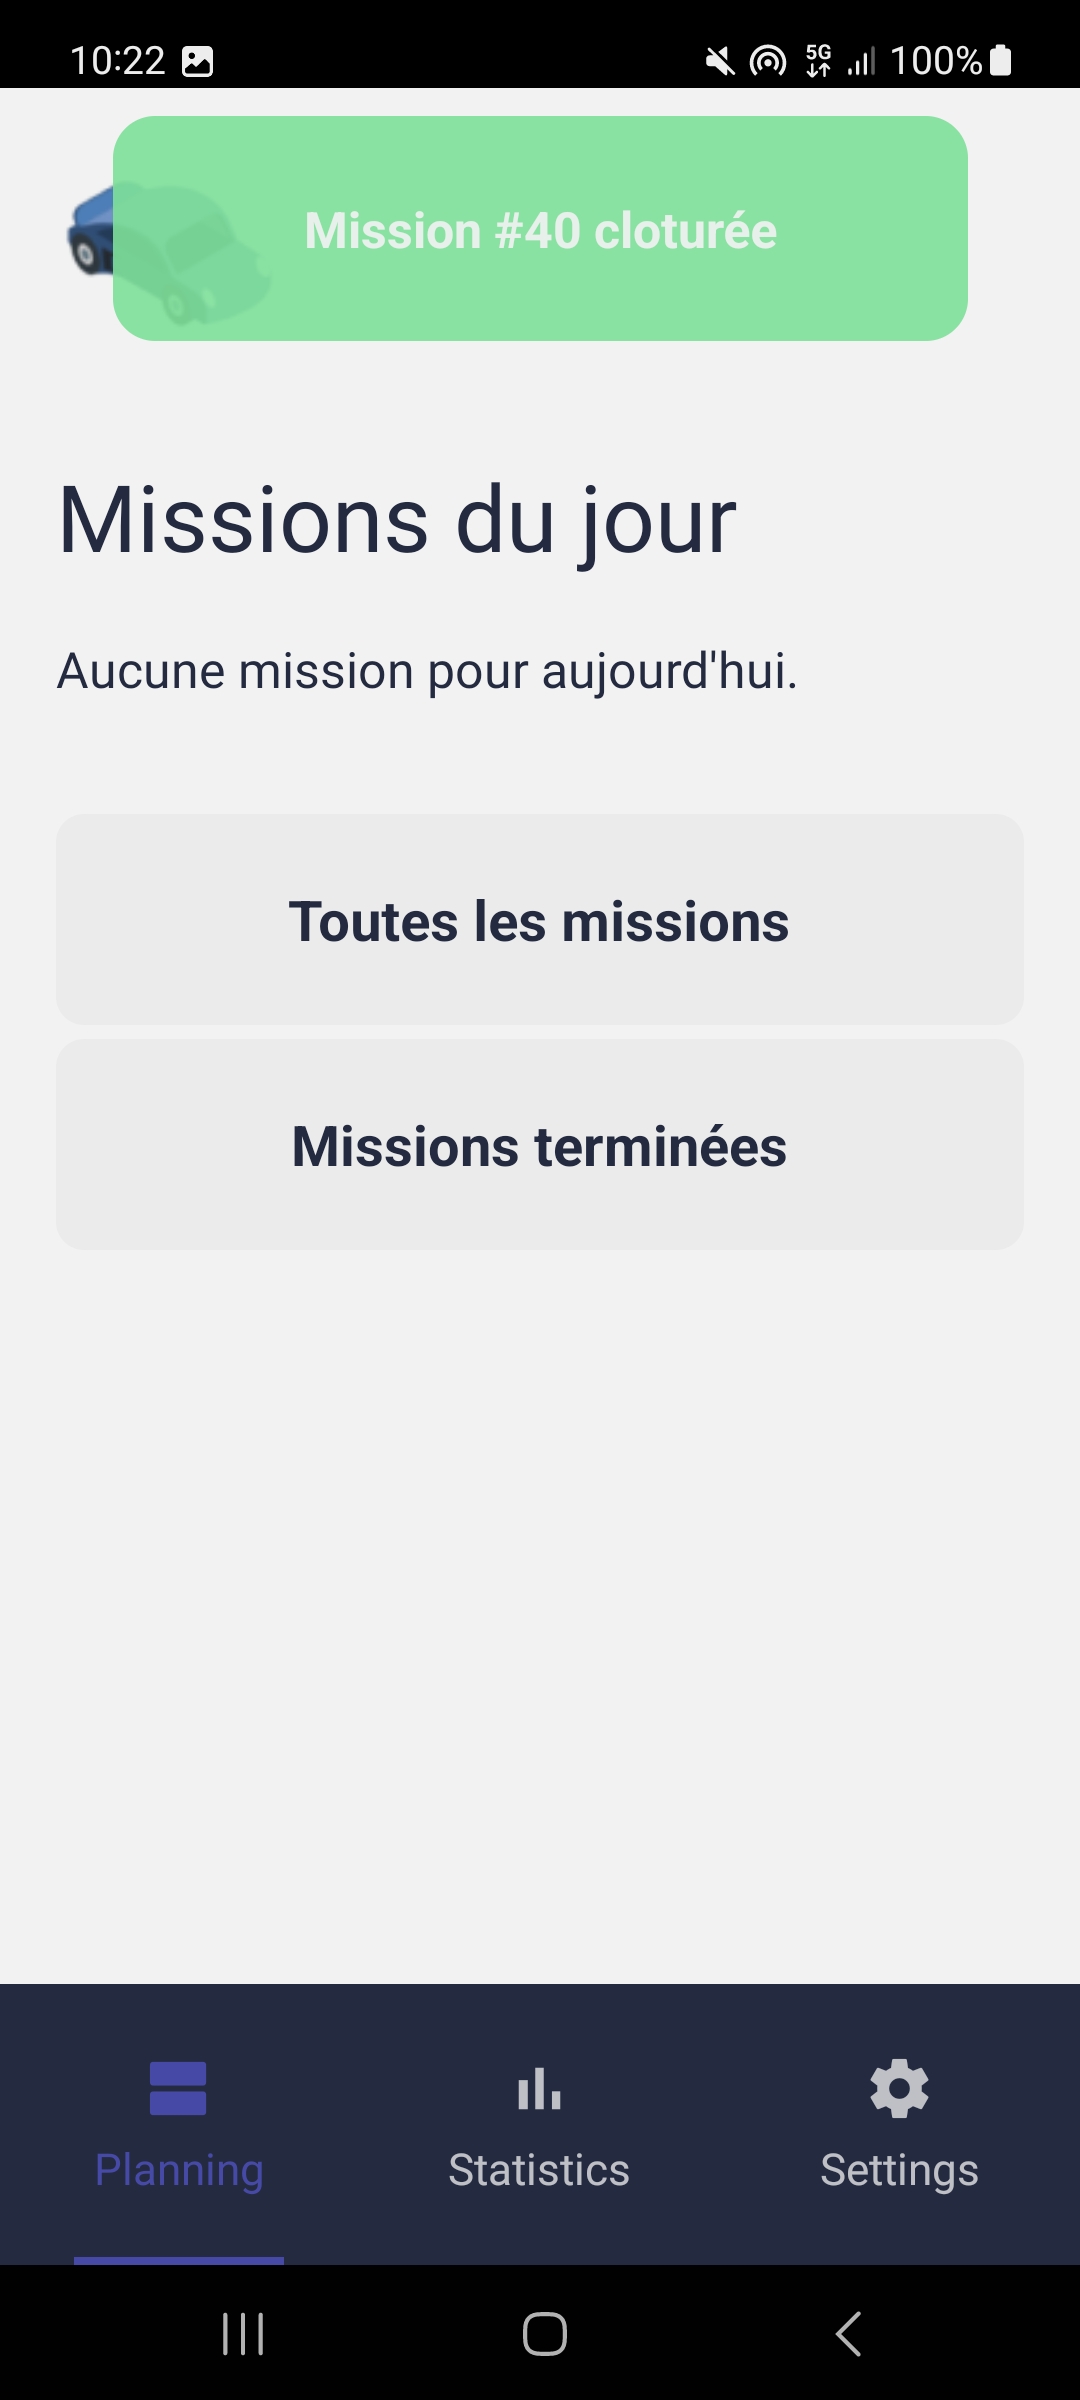 10:22
5G
100%
Mission #40 cloturée
Missions du jour
Aucune mission pour aujourd'hui.
Toutes les missions
Missions terminées
Planning
Statistics
Settings